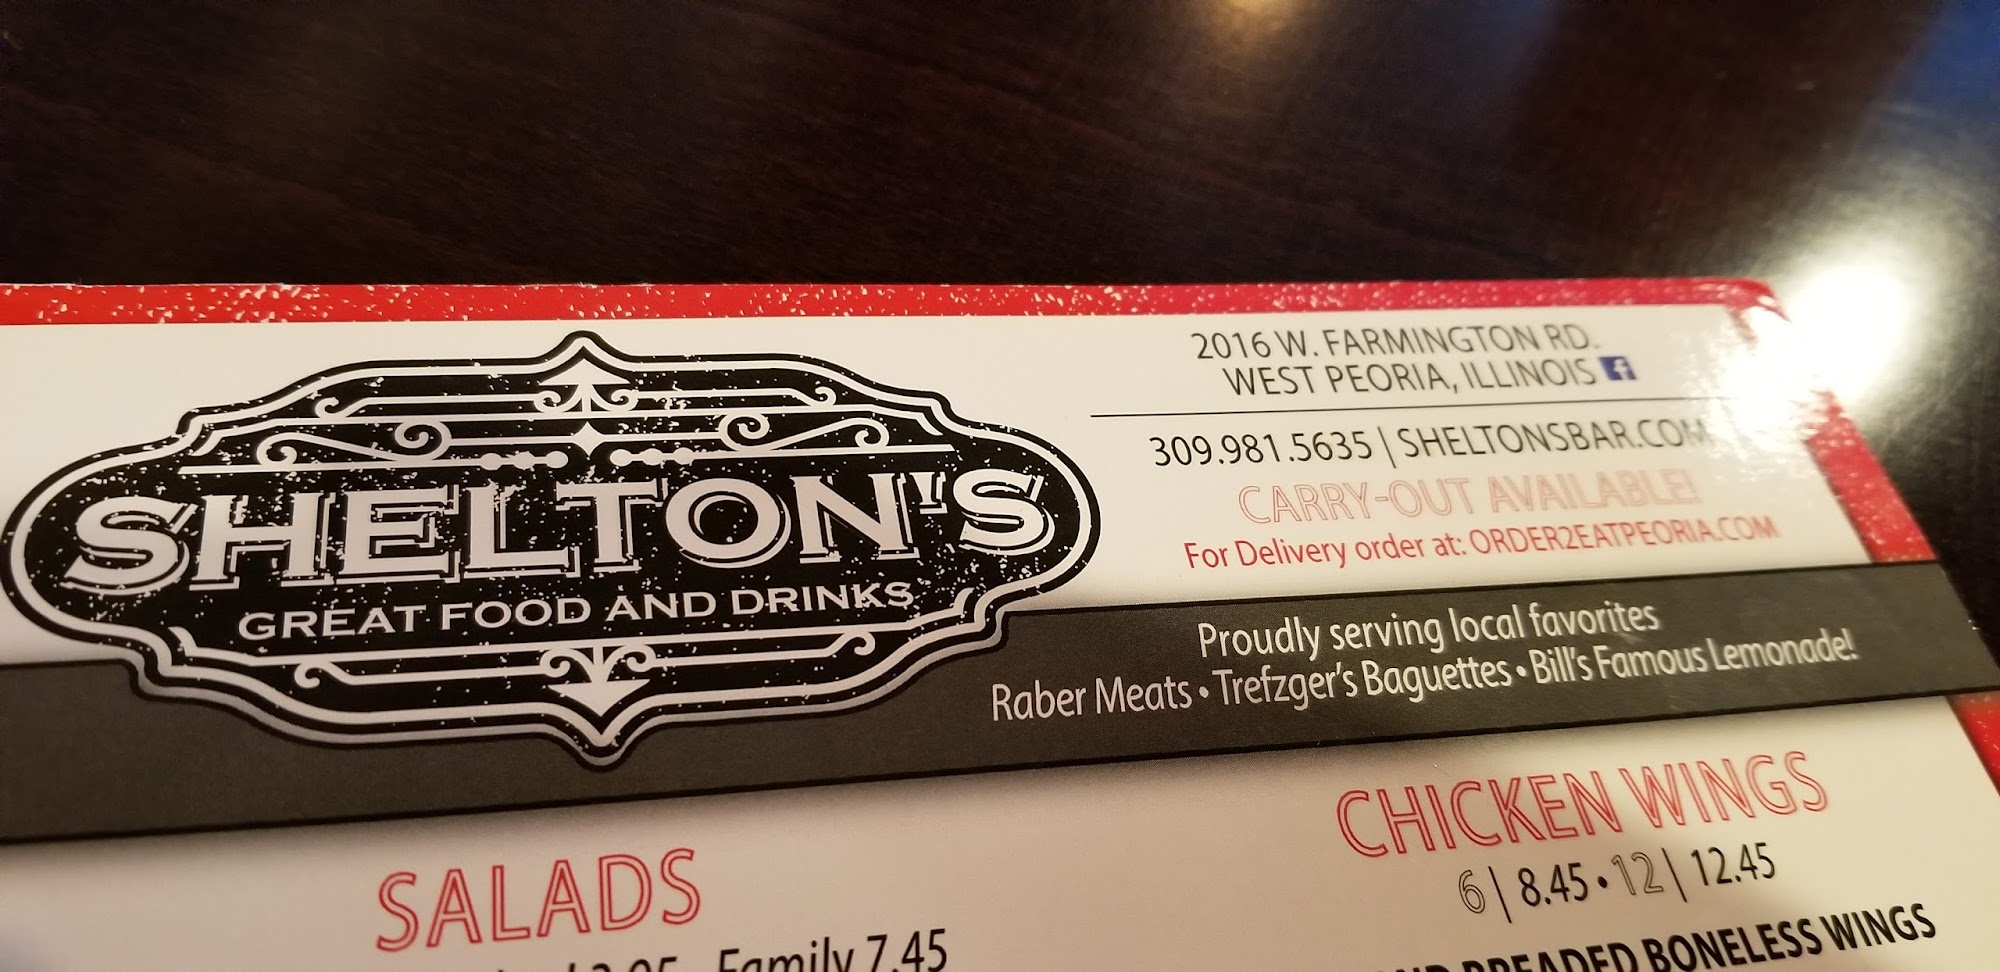 SHELTON'S
GREAT FOOD AND DRINKS
2016 W. FARMINGTON RD.
WEST PEORIA, ILLINOIS f
309.981.5635 | SHELTONSBAR.COM
CARRY-OUT AVAILABLE!
For Delivery order at: ORDER2EATPEORIA.COM
Proudly serving local favorites
Raber Meats • Trefzger's Baguettes • Bill's Famous Lemonade!
SALADS
Family 7.45
CHICKEN WINGS
6 | 8.45 • 12 | 12.45
BREADED BONELESS WINGS